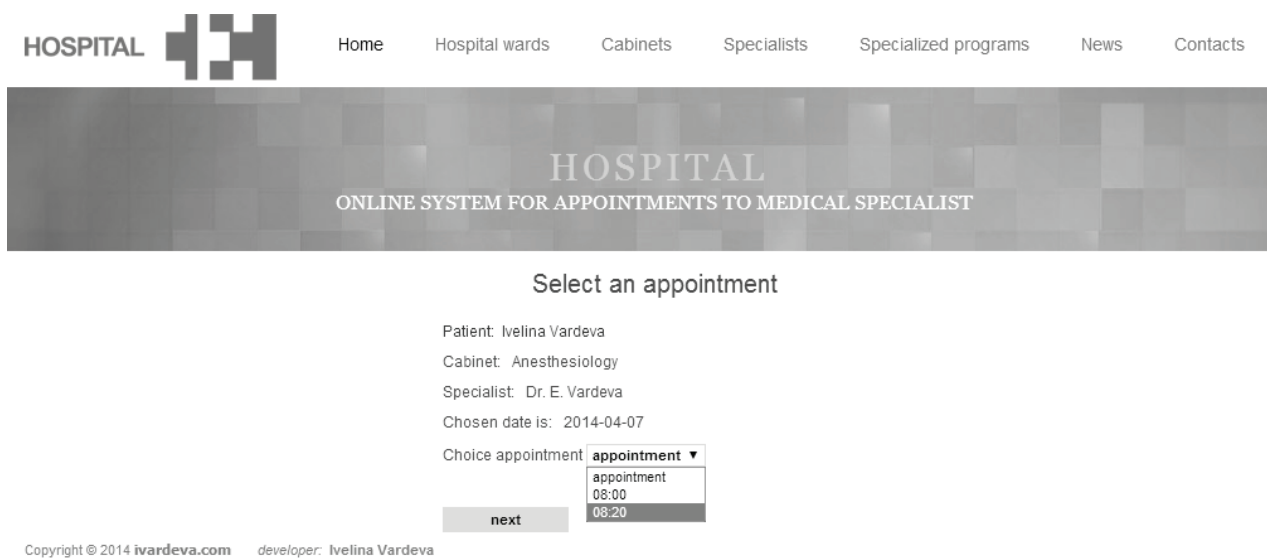 HOSPITAL Home Hospital wards Cabinets Specialists Specialized programs News Contacts
HOSPITAL
ONLINE SYSTEM FOR APPOINTMENTS TO MEDICAL SPECIALIST
Select an appointment
Patient: Ivelina Vardeva
Cabinet: Anesthesiology
Specialist: Dr. E. Vardeva
Chosen date is: 2014-04-07
Choice appointment appointment ▼
appointment
08:00
08:20
next
Copyright © 2014 ivardeva.com developer: Ivelina Vardeva